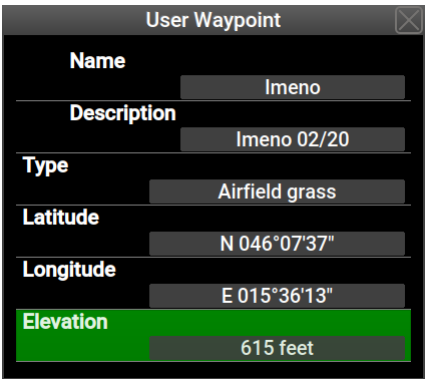 User Waypoint
Name
Imeno
Description
Imeno 02/20
Type
Airfield grass
Latitude
N 046°07'37"
Longitude
E 015°36'13"
Elevation
615 feet